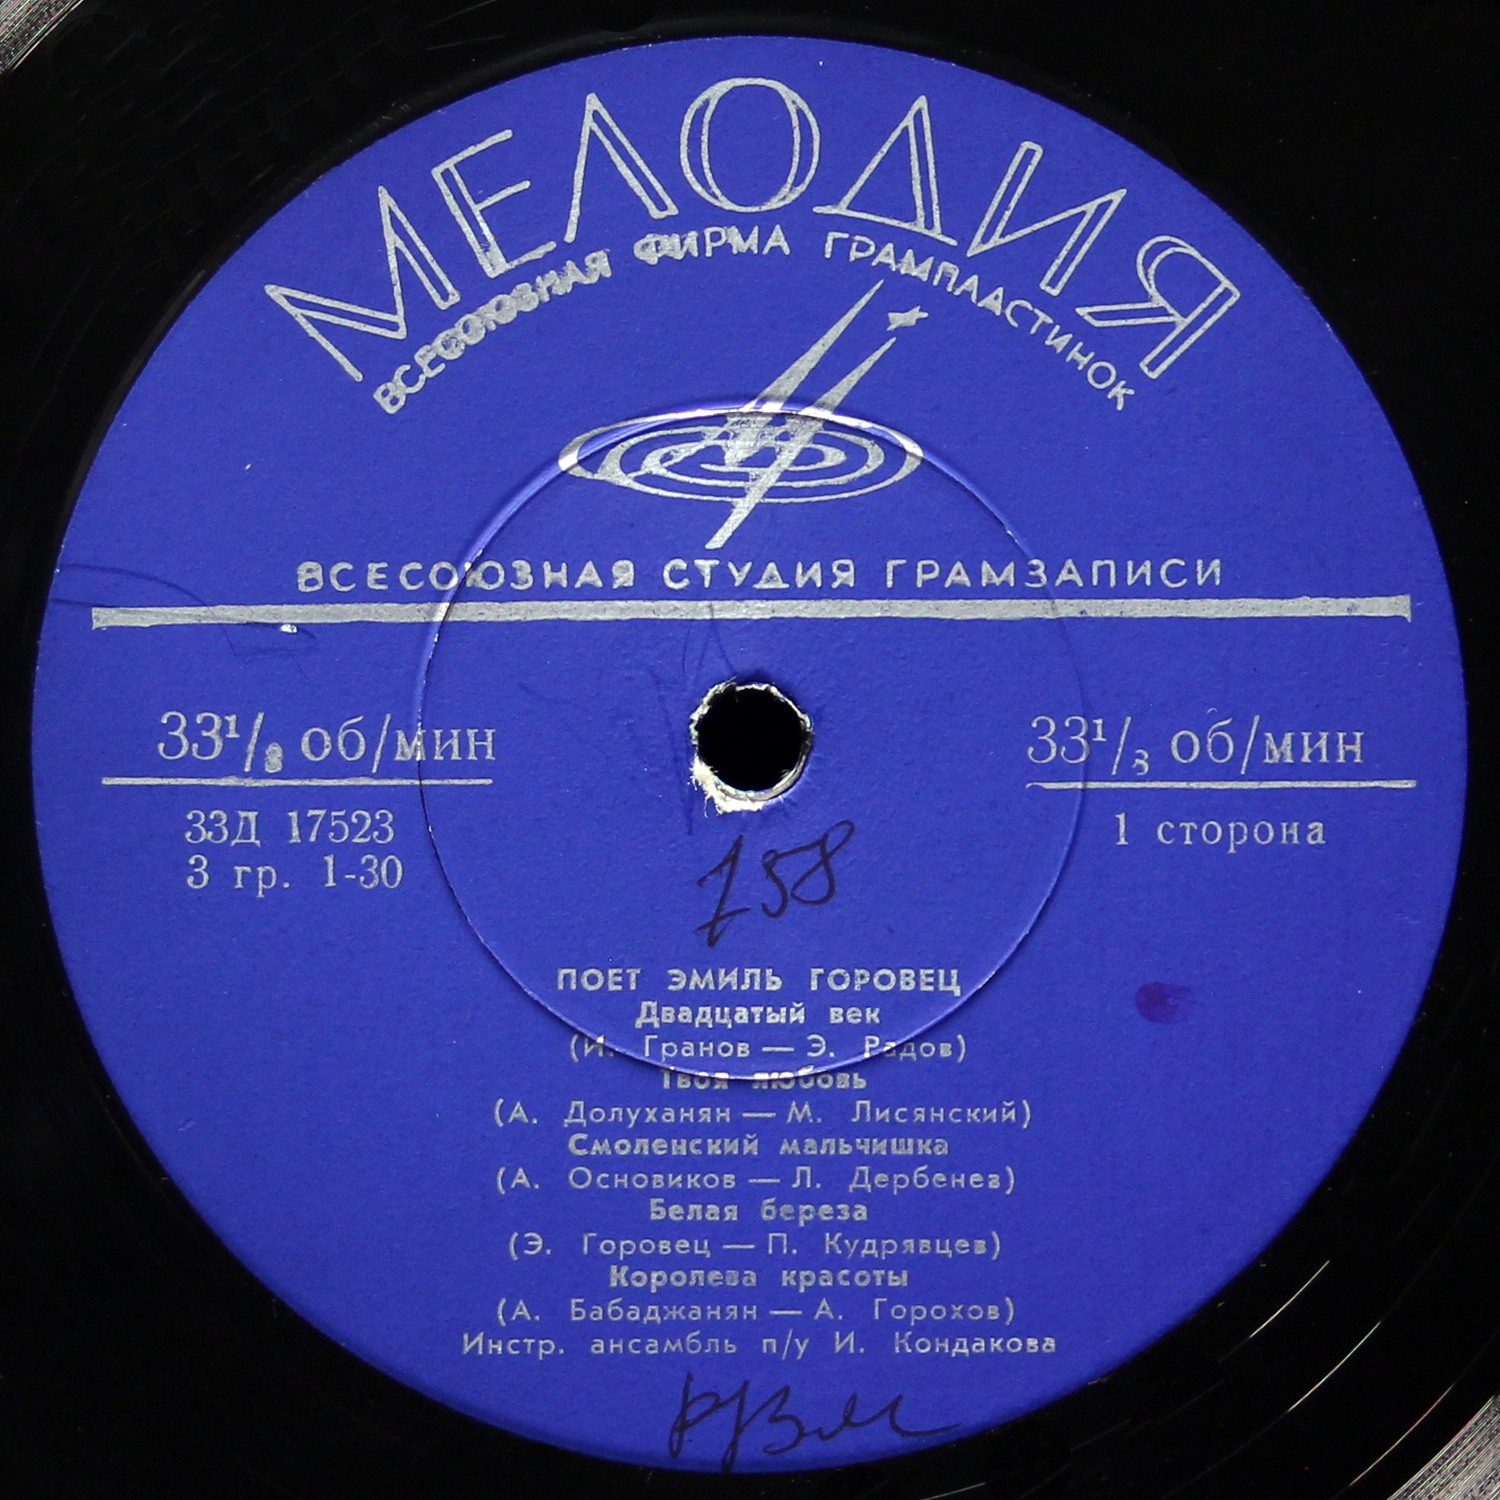 МЕЛОДИЯ
ВСЕСОЮЗНАЯ ФИРМА ГРАМПЛАСТИНОК
ВСЕСОЮЗНАЯ СТУДИЯ ГРАМЗАПИСИ
33¹/₃ об/мин
33¹/₃ об/мин
33Д 17523
3 гр. 1-30
1 сторона
158
ПОЕТ ЭМИЛЬ ГОРОВЕЦ
Двадцатый век
(И. Гранов — Э. Радов)
Твоя любовь
(А. Долуханян — М. Лисянский)
Смоленский мальчишка
(А. Основиков — Л. Дербенев)
Белая береза
(Э. Горовец — П. Кудрявцев)
Королева красоты
(А. Бабаджанян — А. Горохов)
Инстр. ансамбль п/у И. Кондакова